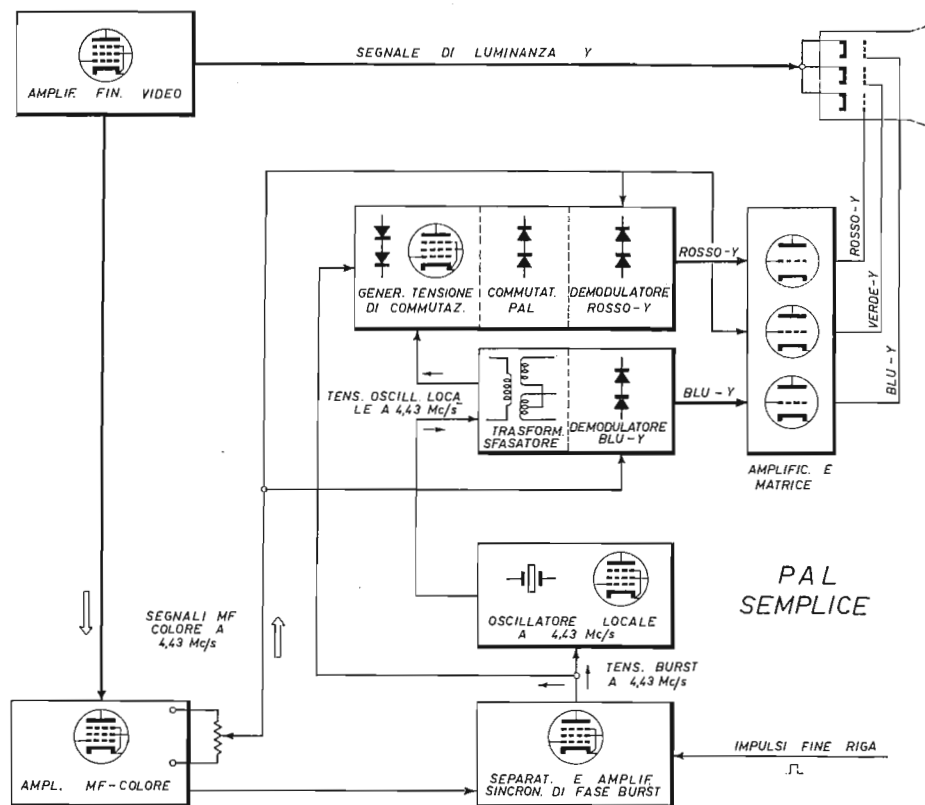 SEGNALE DI LUMINANZA Y
AMPLIF. FIN. VIDEO
ROSSO-Y
VERDE-Y
BLU-Y
ROSSO-Y
GENER. TENSIONE
DI COMMUTAZ.
COMMUTAT.
PAL
DEMODULATORE
ROSSO-Y
TENS. OSCILL. LOCA
LE A 4,43 Mc/s
TRASFORM.
SFASATORE
DEMODULATORE
BLU-Y
BLU-Y
AMPLIFIC. E
MATRICE
OSCILLATORE LOCALE
A 4,43 Mc/s
PAL
SEMPLICE
SEGNALI MF
COLORE A
4,43 Mc/s
TENS. BURST
A 4,43 Mc/s
AMPL. MF-COLORE
SEPARAT. E AMPLIF.
SINCRON. DI FASE BURST
IMPULSI FINE RIGA